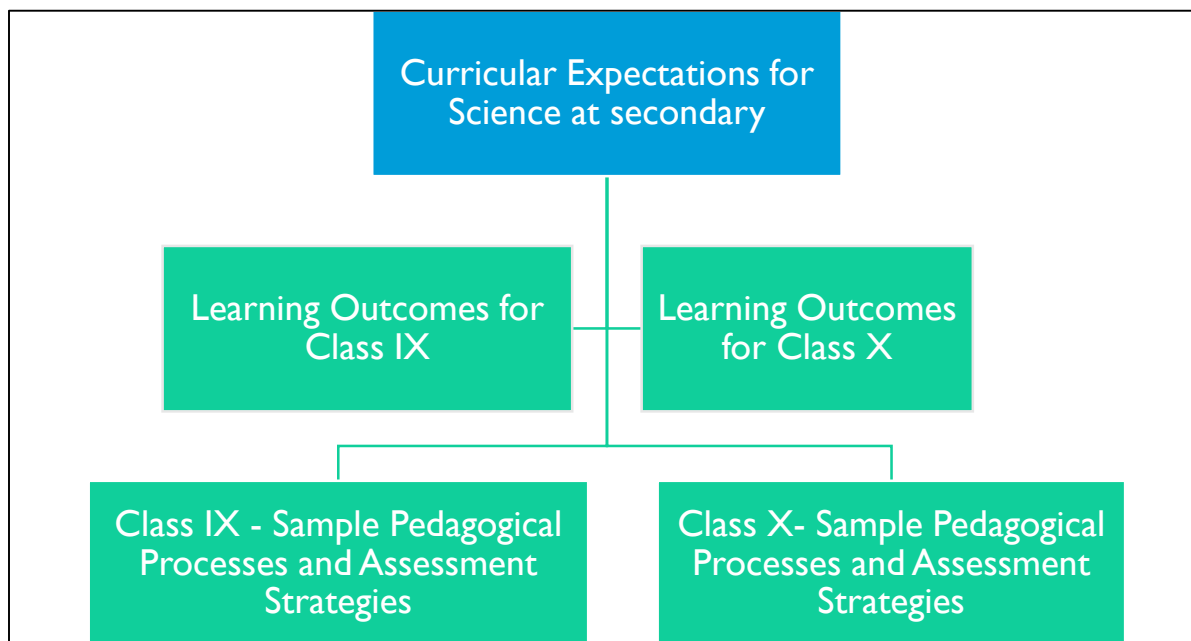 Curricular Expectations for
Science at secondary
Learning Outcomes for
Class IX
Learning Outcomes
for Class X
Class IX - Sample Pedagogical
Processes and Assessment
Strategies
Class X- Sample Pedagogical
Processes and Assessment
Strategies